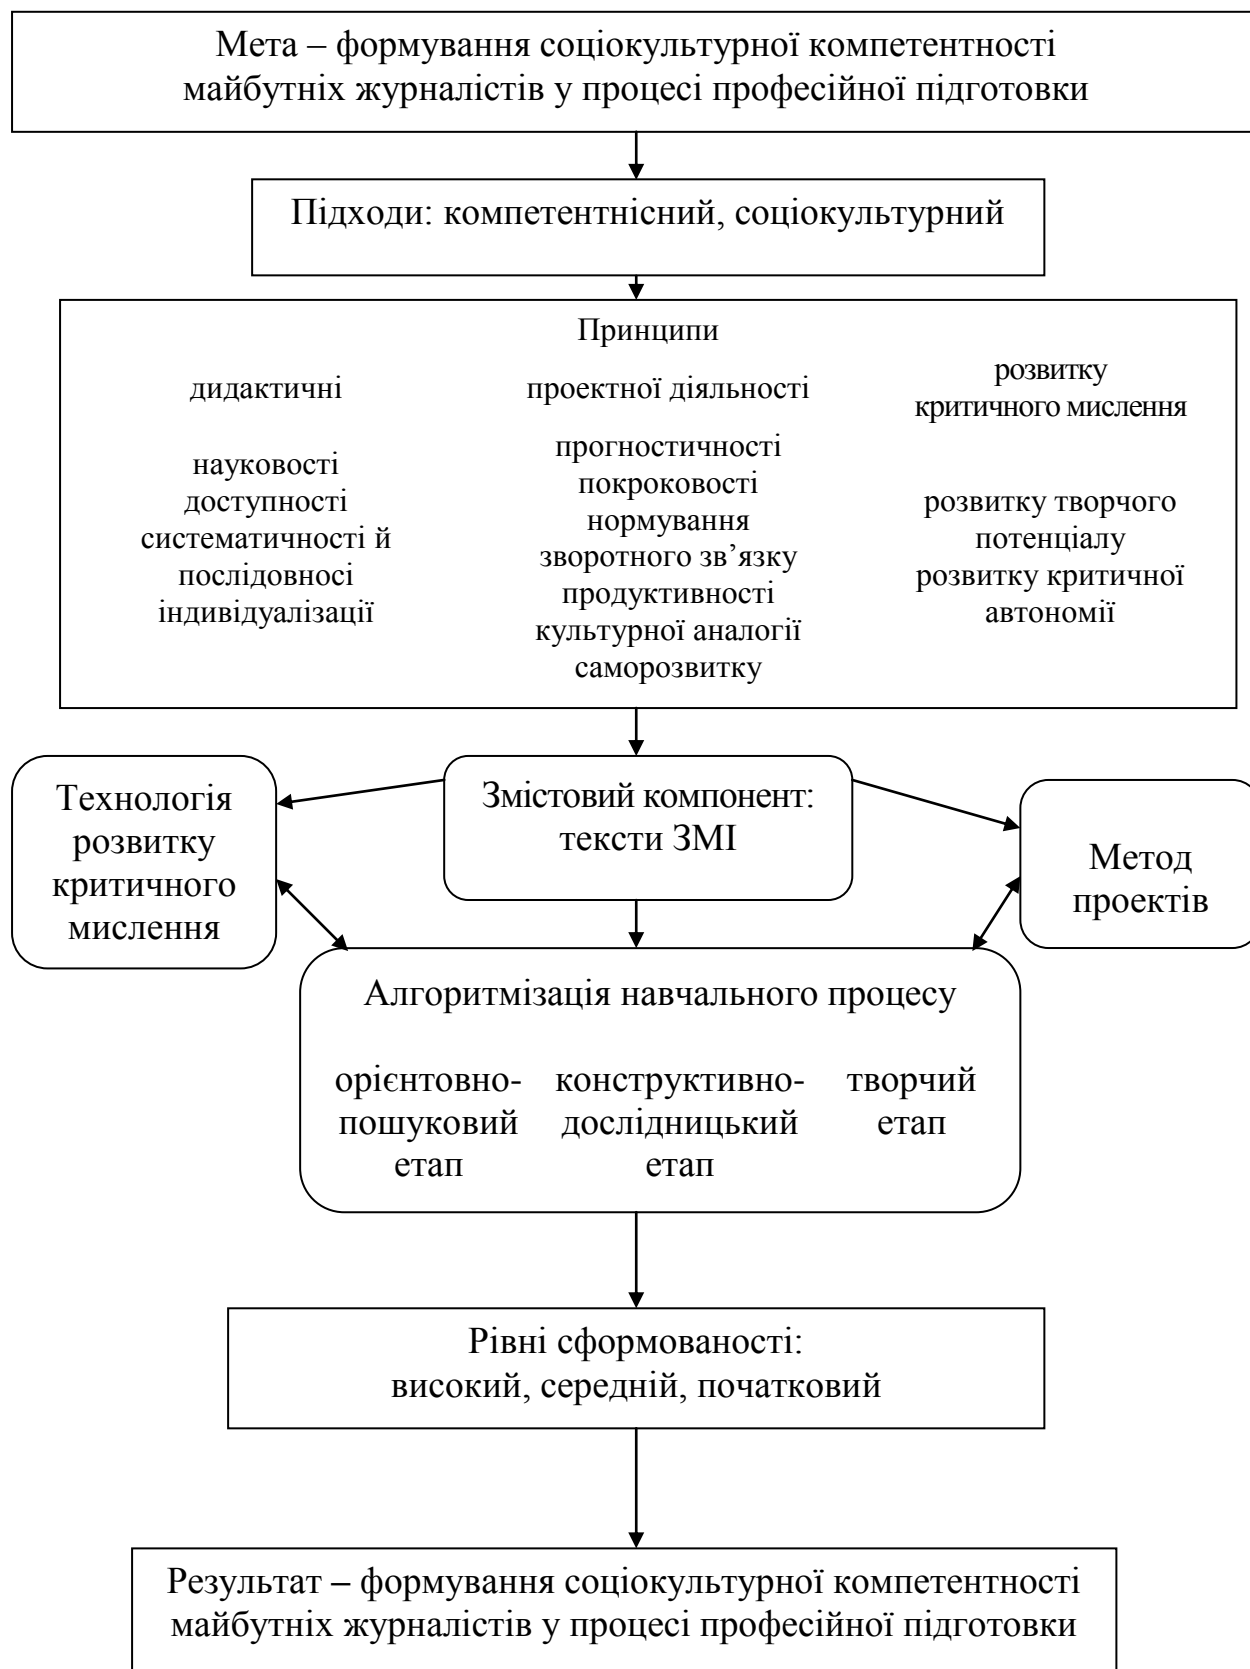 Мета – формування соціокультурної компетентності
майбутніх журналістів у процесі професійної підготовки
Підходи: компетентнісний, соціокультурний
Принципи
дидактичні
науковості
доступності
систематичності й
послідовносі
індивідуалізації
проектної діяльності
прогностичності
покроковості
нормування
зворотного зв’язку
продуктивності
культурної аналогії
саморозвитку
розвитку
критичного мислення
розвитку творчого
потенціалу
розвитку критичної
автономії
Технологія
розвитку
критичного
мислення
Змістовий компонент:
тексти ЗМІ
Метод
проектів
Алгоритмізація навчального процесу
орієнтовно-
пошуковий
етап
конструктивно-
дослідницький
етап
творчий
етап
Рівні сформованості:
високий, середній, початковий
Результат – формування соціокультурної компетентності
майбутніх журналістів у процесі професійної підготовки